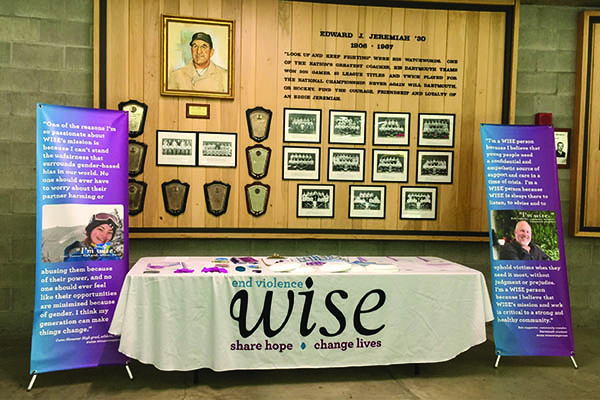 EDWARD J. JEREMIAH '30
1906 - 1967
"LOOK UP AND KEEP FIGHTING" WERE HIS WATCHWORDS. ONE
OF THE NATION'S GREATEST COACHES, HIS DARTMOUTH TEAMS
WON 300 GAMES, 12 LEAGUE TITLES AND TWICE PLAYED FOR
THE NATIONAL CHAMPIONSHIP. NEVER AGAIN WILL DARTMOUTH,
OR HOCKEY, FIND THE COURAGE, FRIENDSHIP AND LOYALTY OF
AN EDDIE JEREMIAH.
"One of the reasons I'm
so passionate about
WISE's mission is
because I can't stand
the unfairness that
surrounds gender-based
bias in our world. No
one should ever have
to worry about their
partner harming or
I'm wise.
abusing them because
of their power, and no
one should ever feel
like their opportunities
are minimized because
of gender. I think my
generation can make
things change."
"I'm a WISE person
because I believe that
young people need
a confidential and
empathetic source of
support and care in a
time of crisis. I'm a
WISE person because
WISE is always there
to listen, to advise and to
"I'm wise."
uphold victims when they
need it most, without
judgment or prejudice.
I'm a WISE person
because I believe that
WISE's mission and work
is critical to a strong and
healthy community."
end violence
wise
share hope change lives